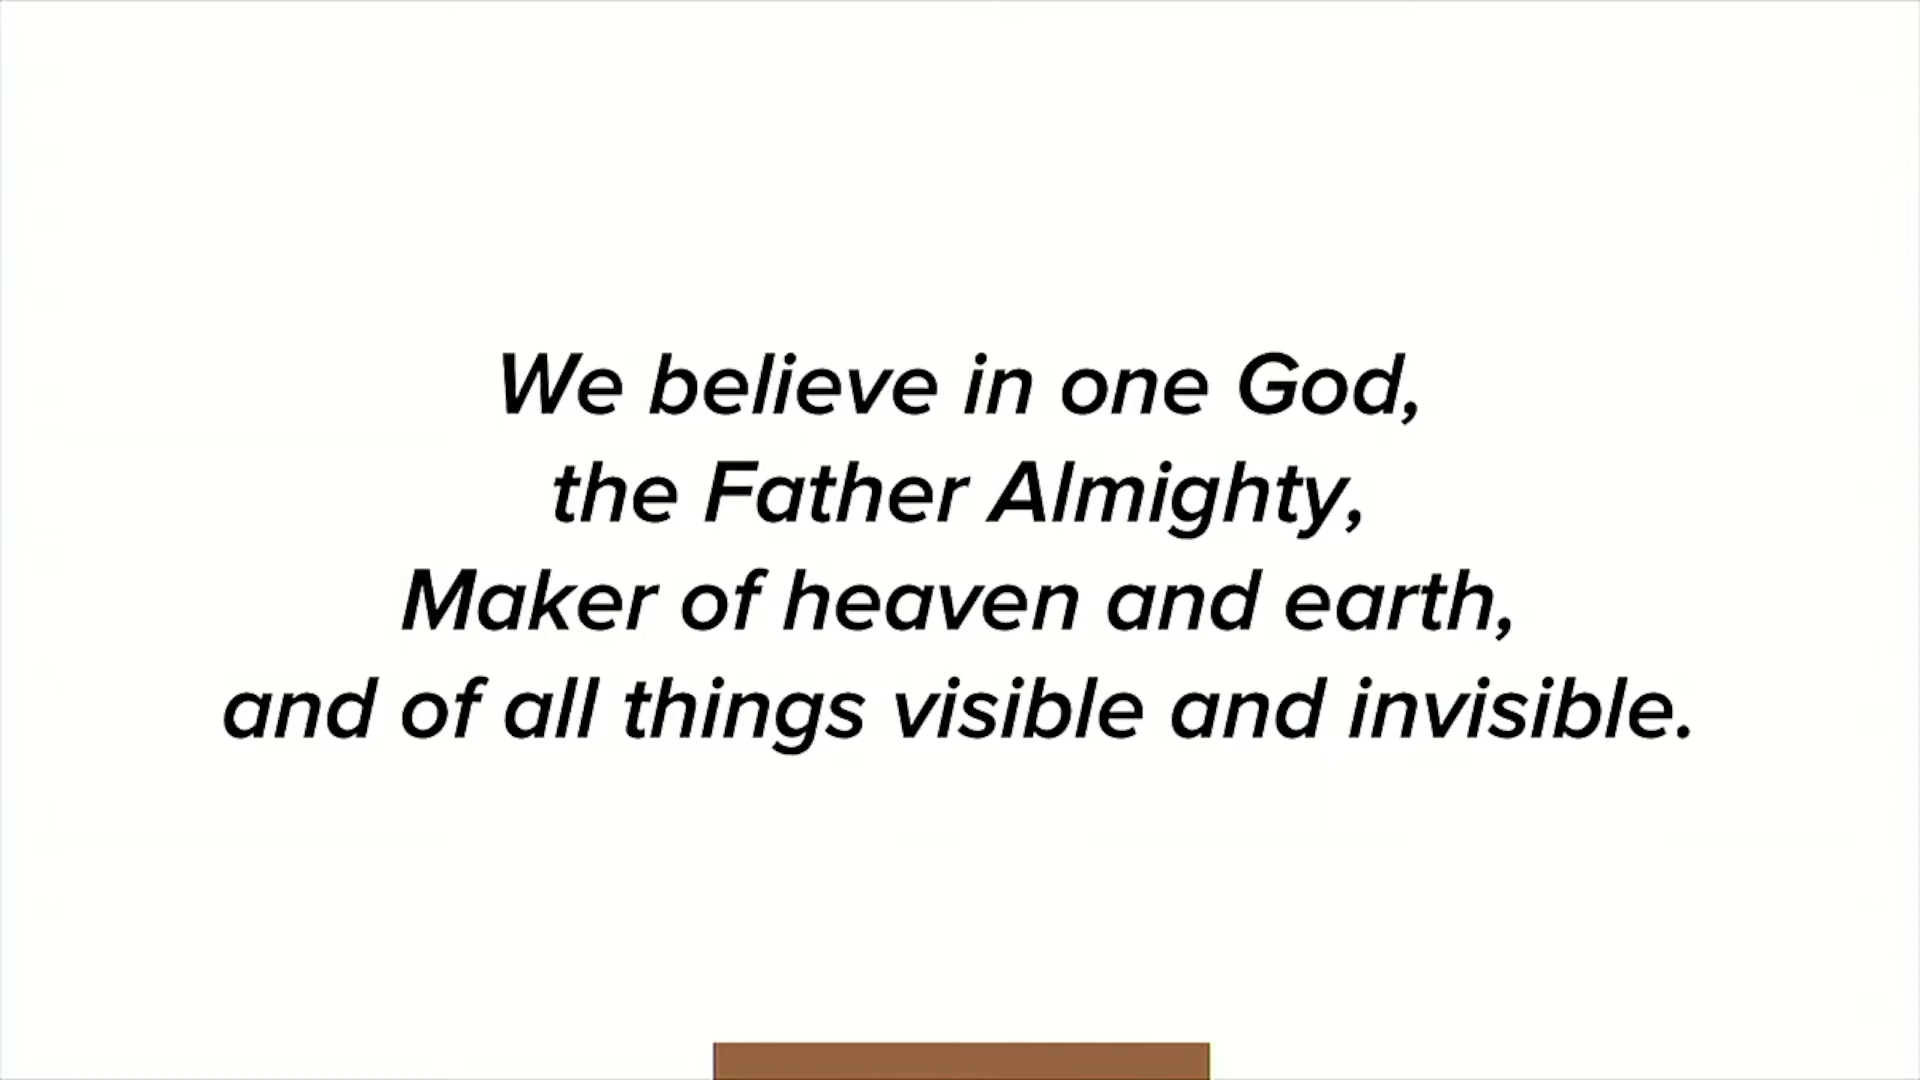 We believe in one God,
the Father Almighty,
Maker of heaven and earth,
and of all things visible and invisible.